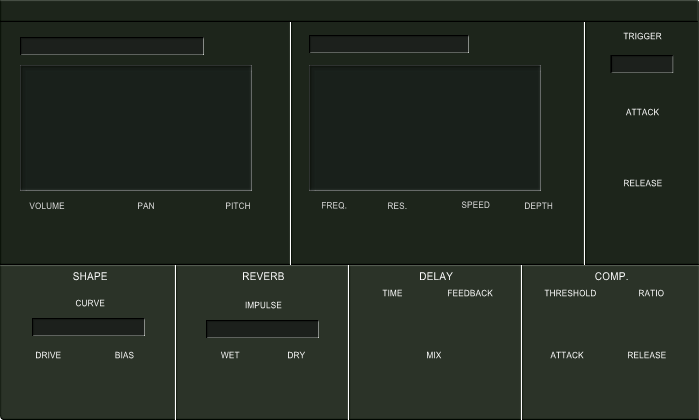 TRIGGER
ATTACK
RELEASE
VOLUME PAN PITCH
FREQ. RES. SPEED DEPTH
SHAPE
CURVE
DRIVE BIAS
REVERB
IMPULSE
WET DRY
DELAY
TIME FEEDBACK
MIX
COMP.
THRESHOLD RATIO
ATTACK RELEASE